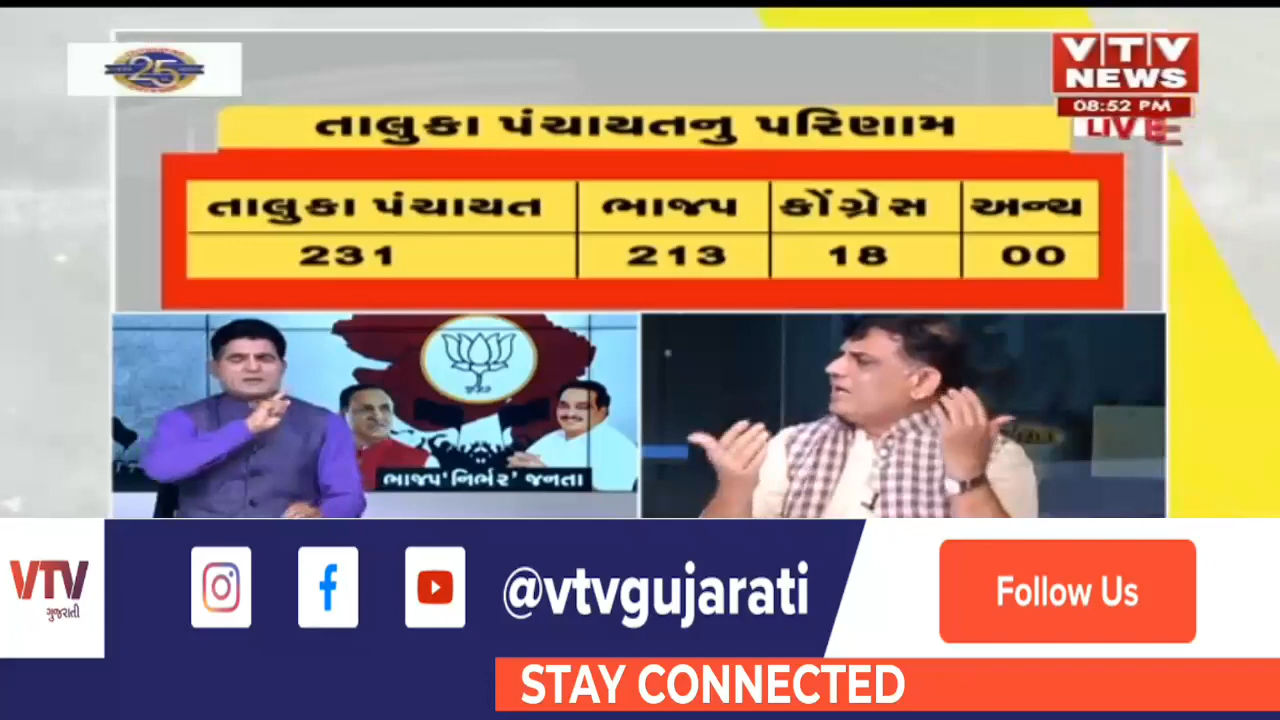 25
VTV
NEWS
08:52 PM
LIVE
તાલુકા પંચાયતનુ પરિણામ
તાલુકા પંચાયત ભાજપ કોંગ્રેસ અન્ય
231 213 18 00
ભાજપ 'નિર્ભર' જનતા
VTV
ગુજરાતી
@vtvgujarati
Follow Us
STAY CONNECTED